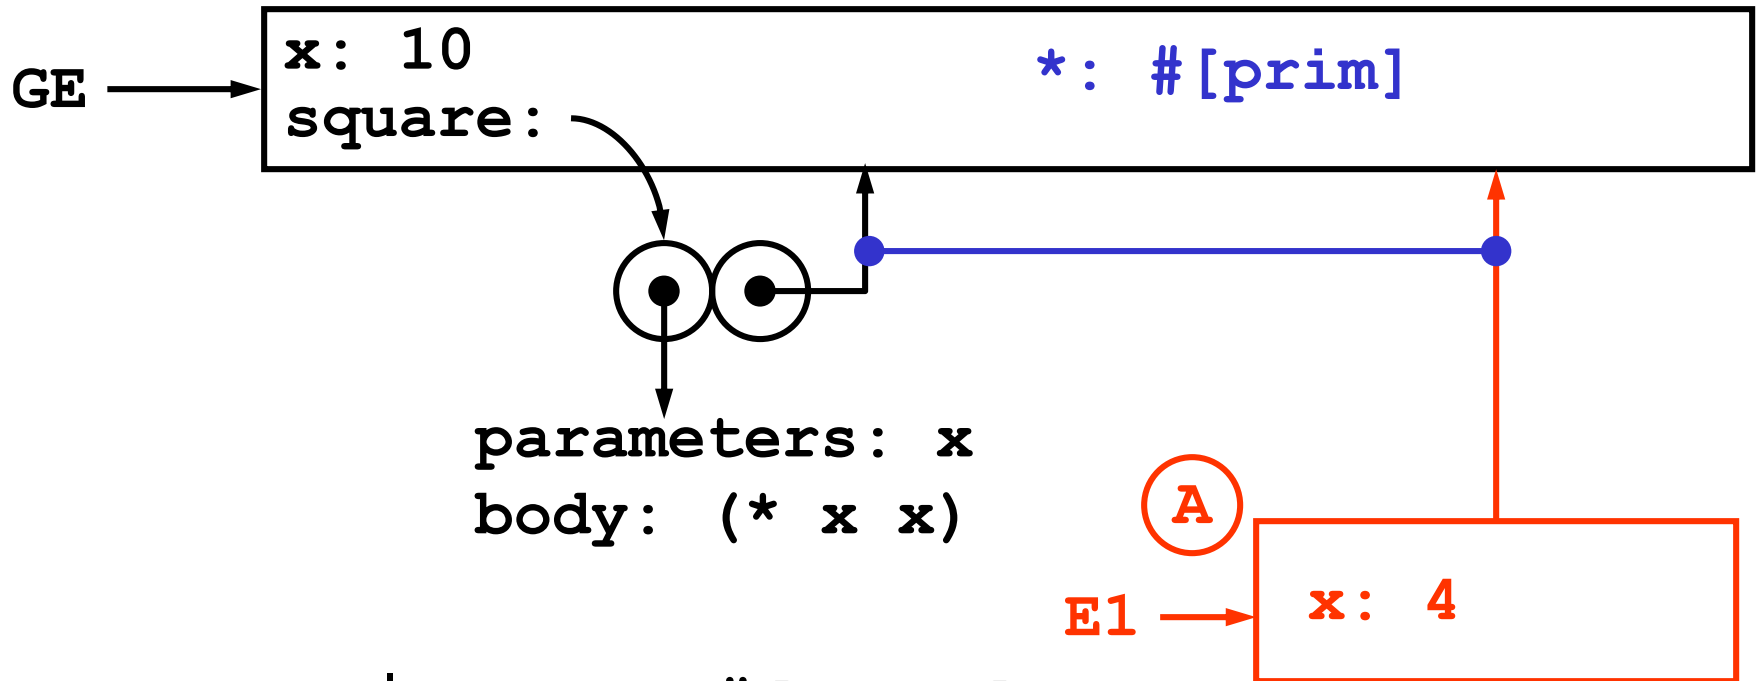 x: 10
*: #[prim]
GE
square:
parameters: x
body: (* x x)
A
E1
x: 4